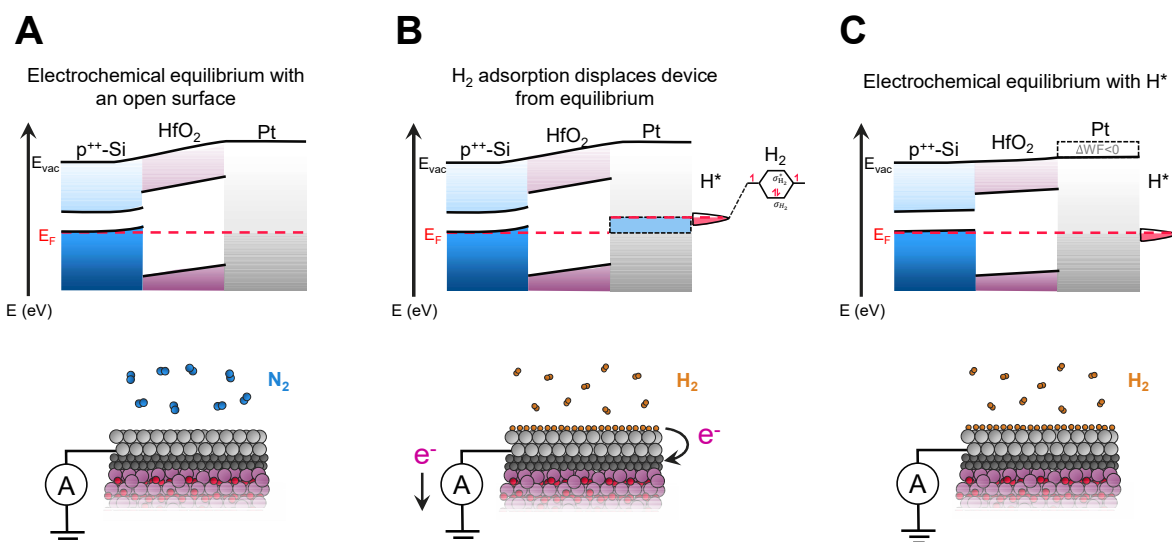 A
Electrochemical equilibrium with
an open surface
p++-Si
HfO2
Pt
Evac
EF
E (eV)
N2
A
B
H2 adsorption displaces device
from equilibrium
p++-Si
HfO2
Pt
Evac
H*
H2
σ*H2
σH2
EF
E (eV)
H2
e-
e-
A
C
Electrochemical equilibrium with H*
p++-Si
HfO2
Pt
Evac
ΔWF<0
H*
EF
E (eV)
H2
A